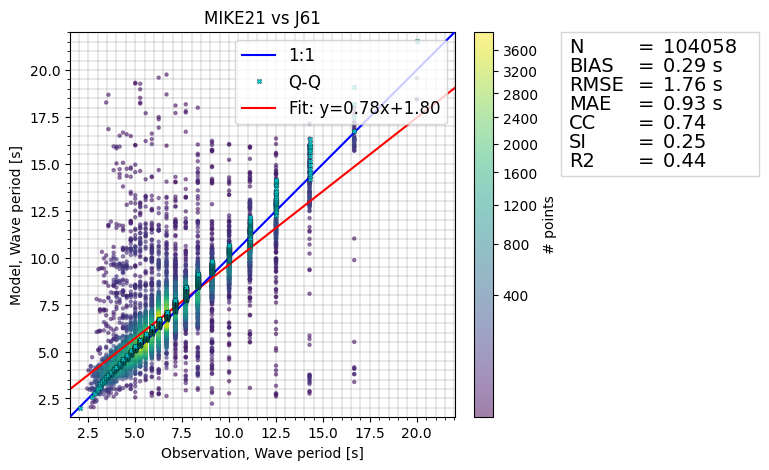 MIKE21 vs J61
1:1
Q-Q
Fit: y=0.78x+1.80
20.0
17.5
15.0
12.5
10.0
7.5
5.0
2.5
Model, Wave period [s]
2.5 5.0 7.5 10.0 12.5 15.0 17.5 20.0
Observation, Wave period [s]
3600
3200
2800
2400
2000
1600
1200
800
400
# points
N = 104058
BIAS = 0.29 s
RMSE = 1.76 s
MAE = 0.93 s
CC = 0.74
SI = 0.25
R2 = 0.44